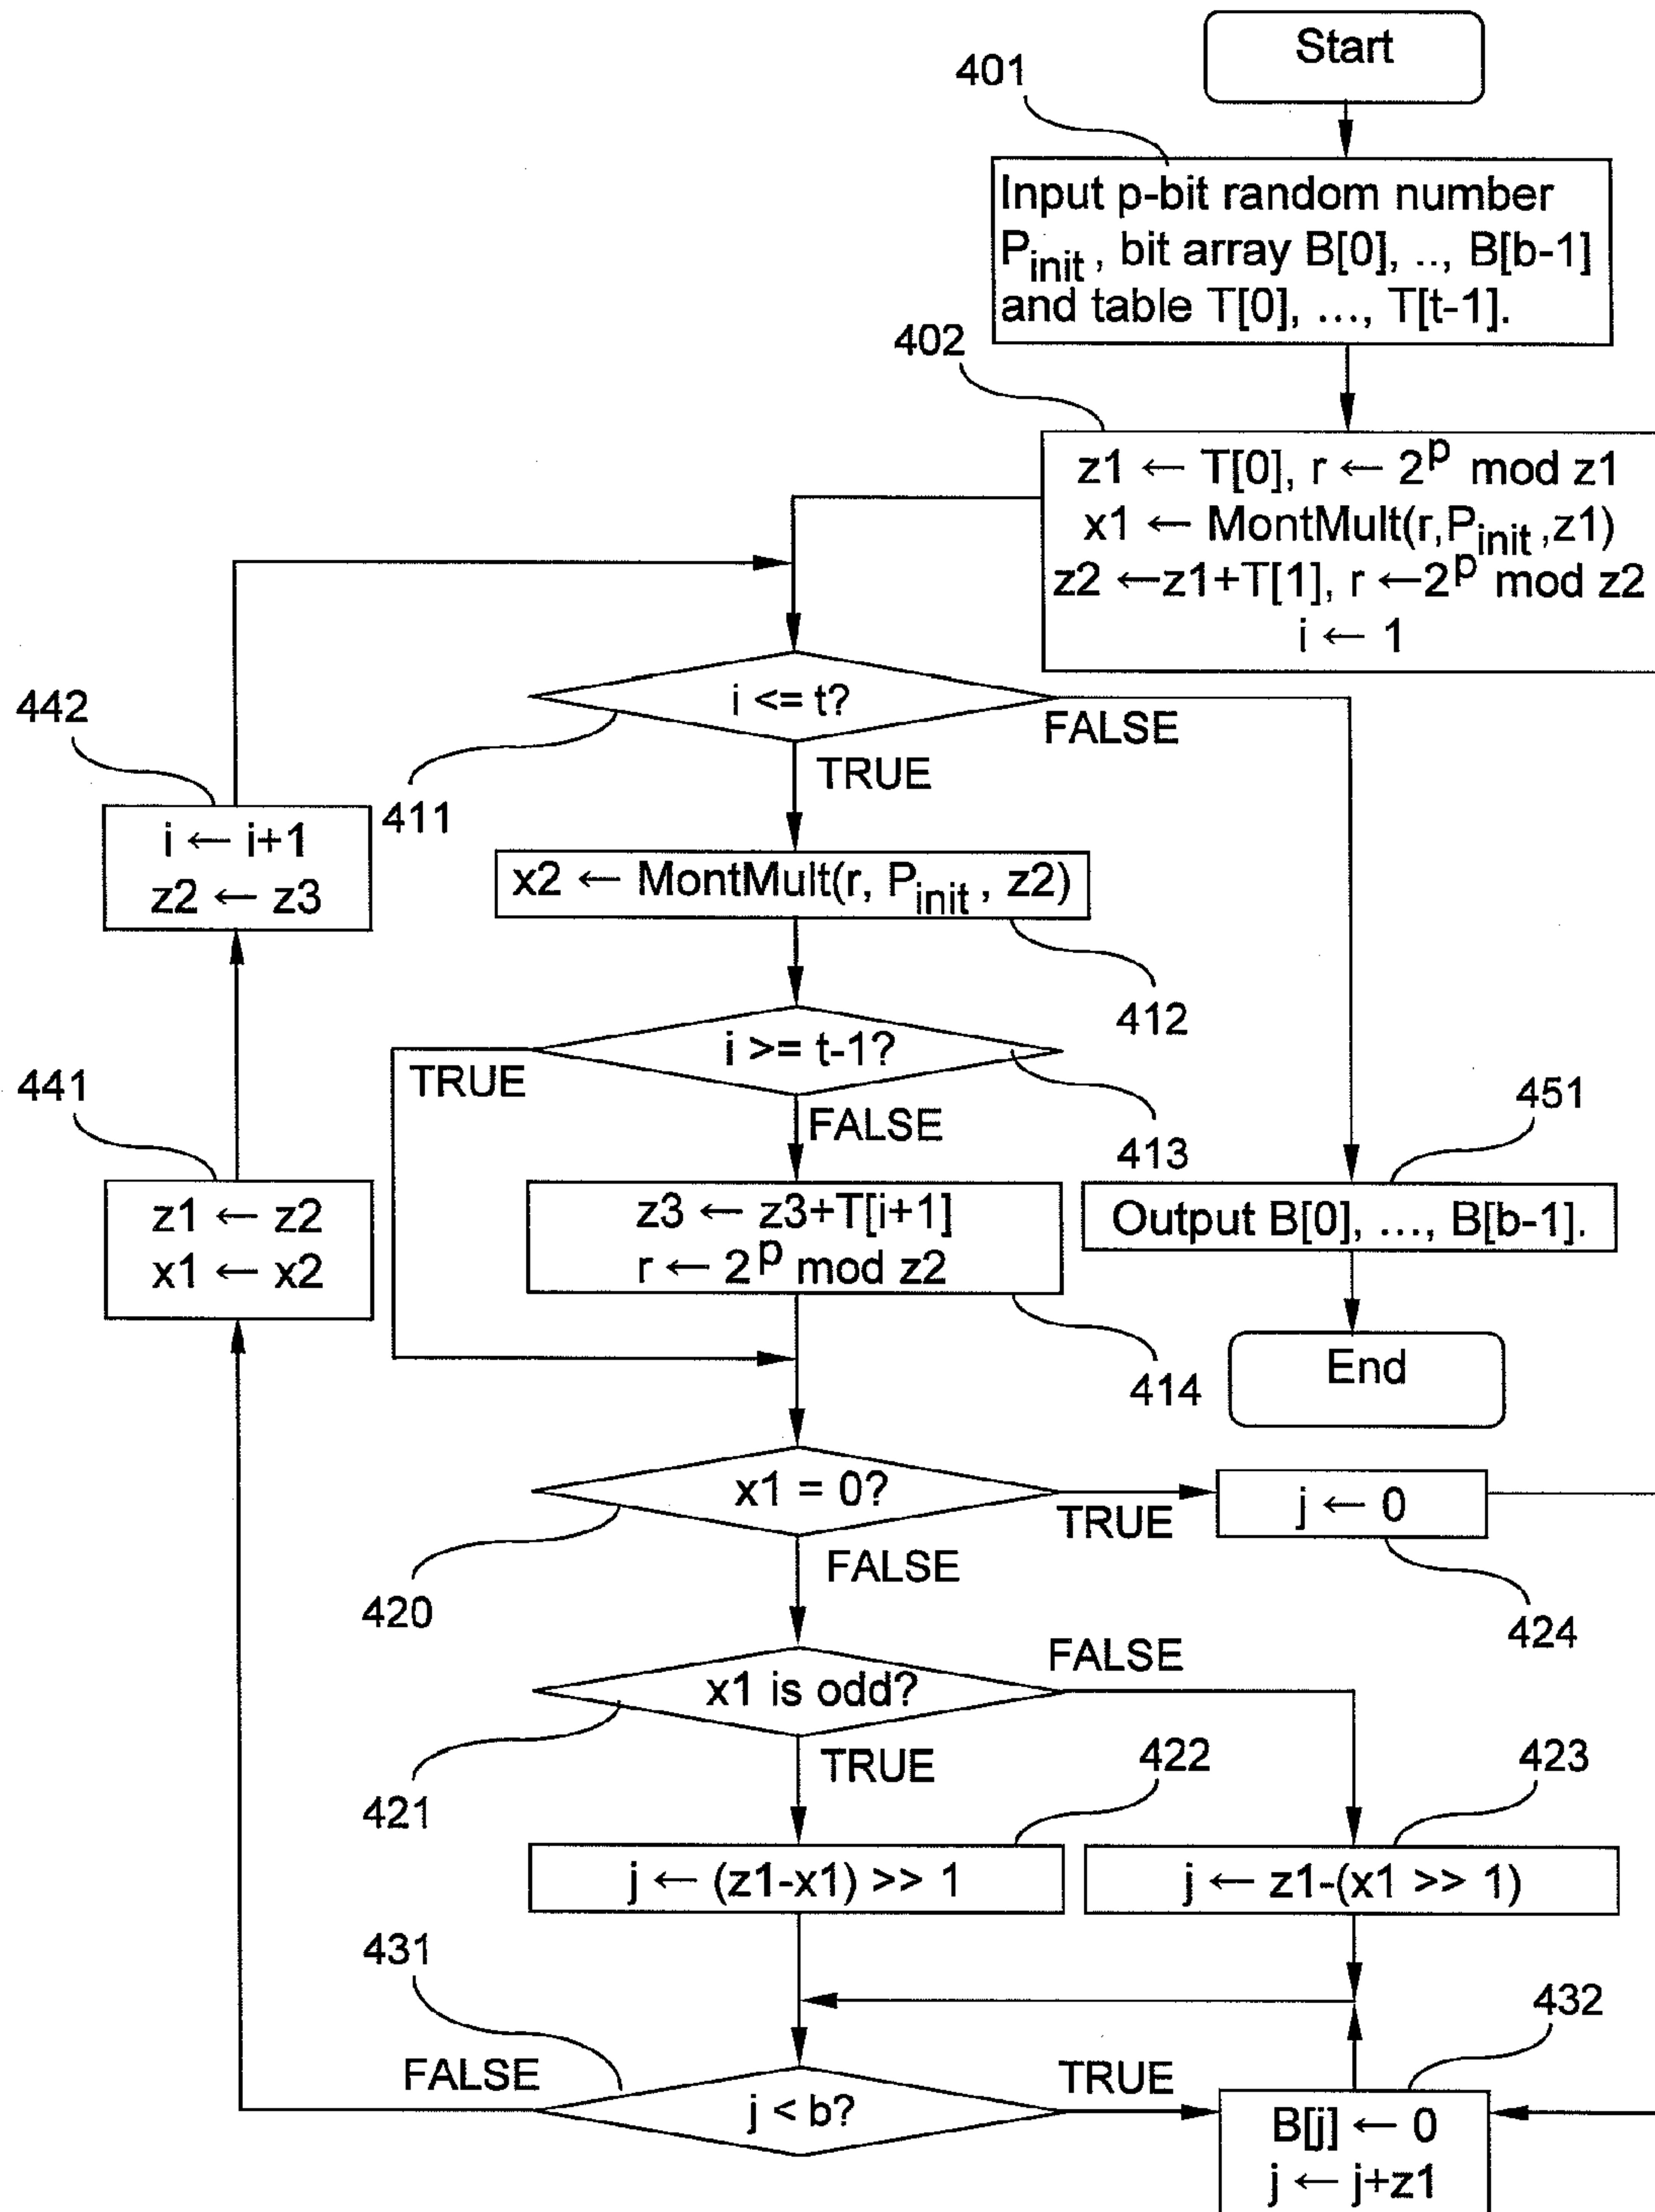 Start
401
Input p-bit random number
Pinit, bit array B[0], .., B[b-1]
and table T[0], ..., T[t-1].
402
z1 ← T[0], r ← 2^p mod z1
x1 ← MontMult(r,Pinit,z1)
z2 ←z1+T[1], r ←2^p mod z2
i ← 1
i <= t?
411
TRUE
FALSE
442
i ← i+1
z2 ← z3
x2 ← MontMult(r, Pinit, z2)
412
i >= t-1?
413
TRUE
FALSE
441
z1 ← z2
x1 ← x2
z3 ← z3+T[i+1]
r ← 2^p mod z2
414
451
Output B[0], ..., B[b-1].
End
x1 = 0?
420
TRUE
FALSE
j ← 0
424
x1 is odd?
421
FALSE
TRUE
422
423
j ← (z1-x1) >> 1
j ← z1-(x1 >> 1)
431
432
FALSE
j < b?
TRUE
B[j] ← 0
j ← j+z1